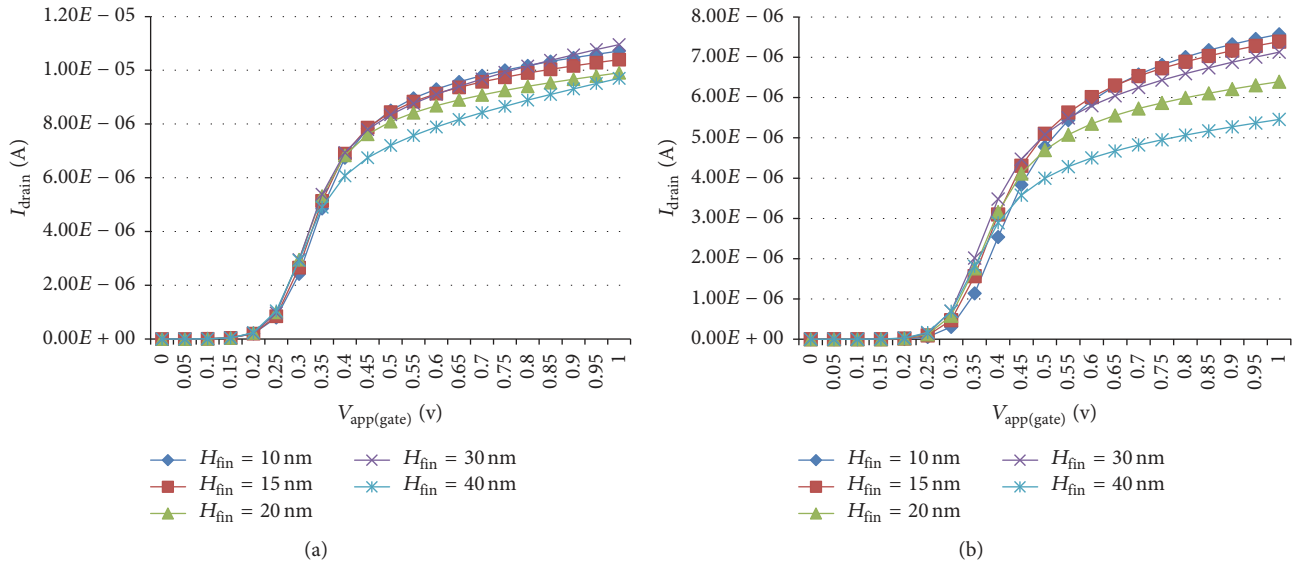 1.20E − 05
1.00E − 05
8.00E − 06
6.00E − 06
4.00E − 06
2.00E − 06
0.00E + 00
I_drain (A)
0 0.05 0.1 0.15 0.2 0.25 0.3 0.35 0.4 0.45 0.5 0.55 0.6 0.65 0.7 0.75 0.8 0.85 0.9 0.95 1
V_app(gate) (v)
H_fin = 10 nm
H_fin = 15 nm
H_fin = 20 nm
H_fin = 30 nm
H_fin = 40 nm
(a)
8.00E − 06
7.00E − 06
6.00E − 06
5.00E − 06
4.00E − 06
3.00E − 06
2.00E − 06
1.00E − 06
0.00E + 00
I_drain (A)
0 0.05 0.1 0.15 0.2 0.25 0.3 0.35 0.4 0.45 0.5 0.55 0.6 0.65 0.7 0.75 0.8 0.85 0.9 0.95 1
V_app(gate) (v)
H_fin = 10 nm
H_fin = 15 nm
H_fin = 20 nm
H_fin = 30 nm
H_fin = 40 nm
(b)